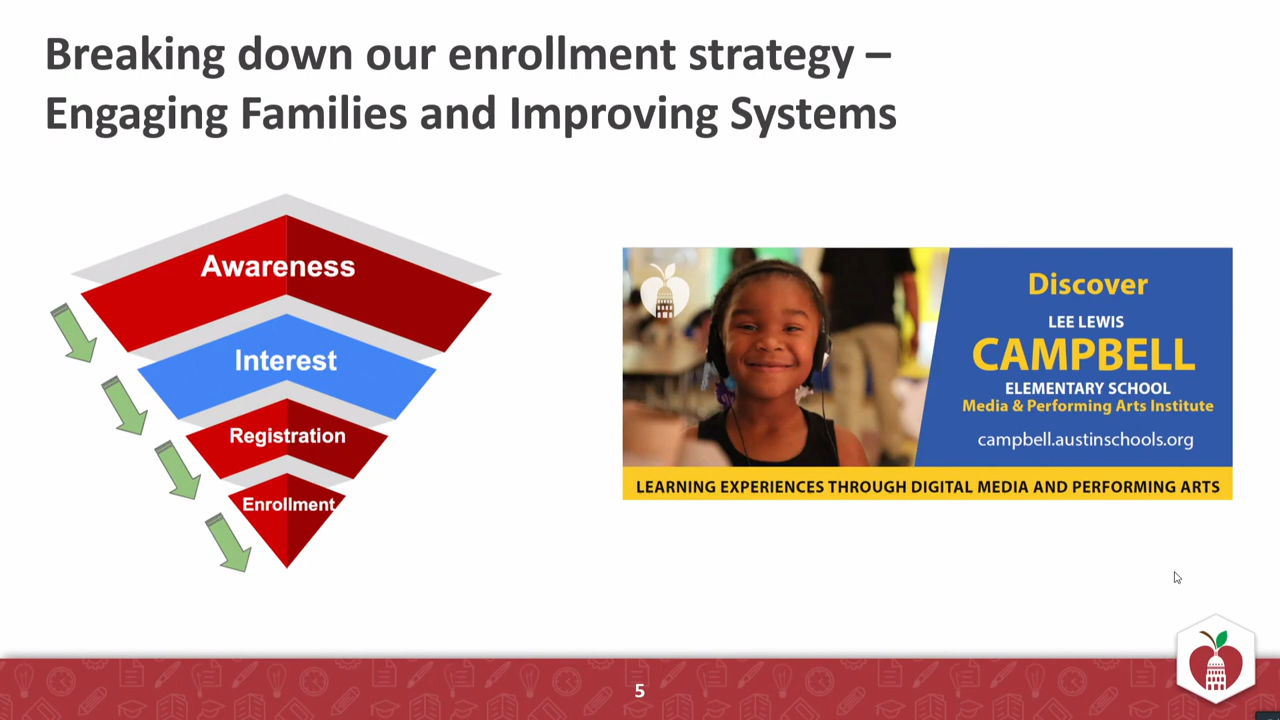 Breaking down our enrollment strategy –
Engaging Families and Improving Systems
Awareness
Interest
Registration
Enrollment
Discover
LEE LEWIS
CAMPBELL
ELEMENTARY SCHOOL
Media & Performing Arts Institute
campbell.austinschools.org
LEARNING EXPERIENCES THROUGH DIGITAL MEDIA AND PERFORMING ARTS
5